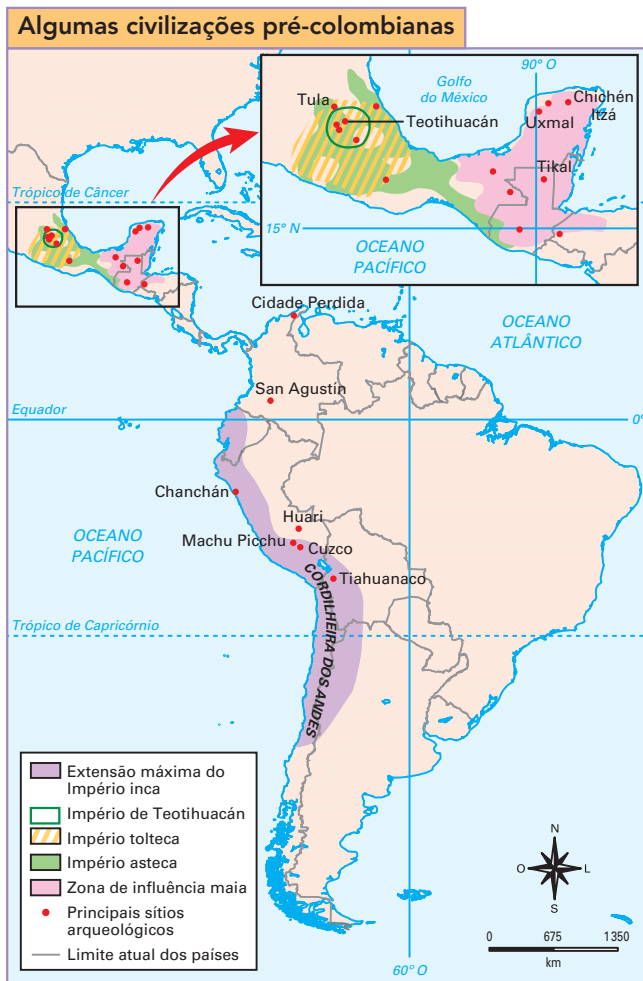 Algumas civilizações pré-colombianas
90° O
Golfo
do México
Tula
Chichén
Itzá
Teotihuacán
Uxmal
Tikal
Trópico de Câncer
15° N
OCEANO
PACÍFICO
Cidade Perdida
OCEANO
ATLÂNTICO
San Agustín
Equador
0°
Chanchán
Huari
OCEANO
PACÍFICO
Machu Picchu
Cuzco
Tiahuanaco
CORDILHEIRA DOS ANDES
Trópico de Capricórnio
Extensão máxima do
Império inca
Império de Teotihuacán
Império tolteca
Império asteca
Zona de influência maia
Principais sítios
arqueológicos
Limite atual dos países
N
O L
S
0 675 1350
km
60° O